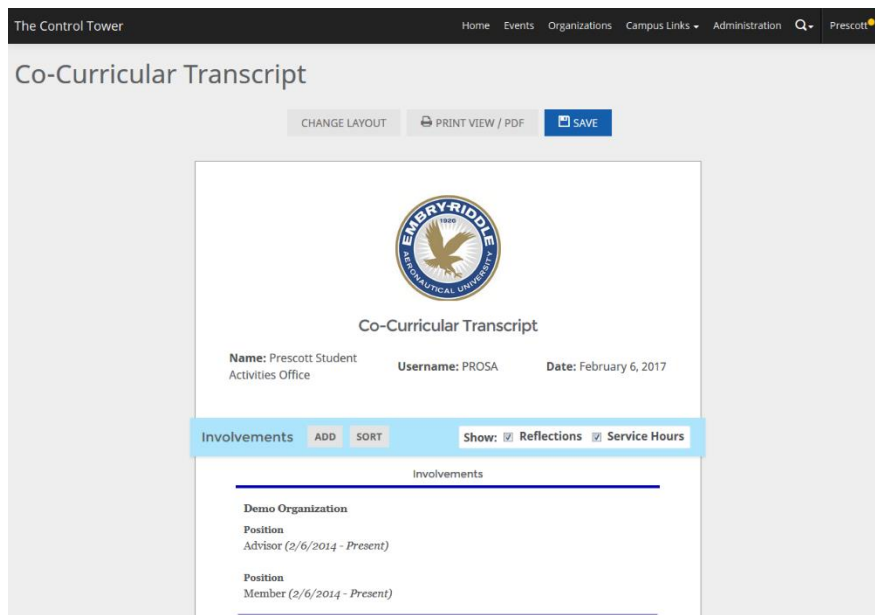 The Control Tower Home Events Organizations Campus Links Administration Prescott
Co-Curricular Transcript
CHANGE LAYOUT PRINT VIEW / PDF SAVE
EMBRY-RIDDLE
1926
AERONAUTICAL UNIVERSITY
Co-Curricular Transcript
Name: Prescott Student
Activities Office
Username: PROSA
Date: February 6, 2017
Involvements ADD SORT Show: Reflections Service Hours
Involvements
Demo Organization
Position
Advisor (2/6/2014 - Present)
Position
Member (2/6/2014 - Present)